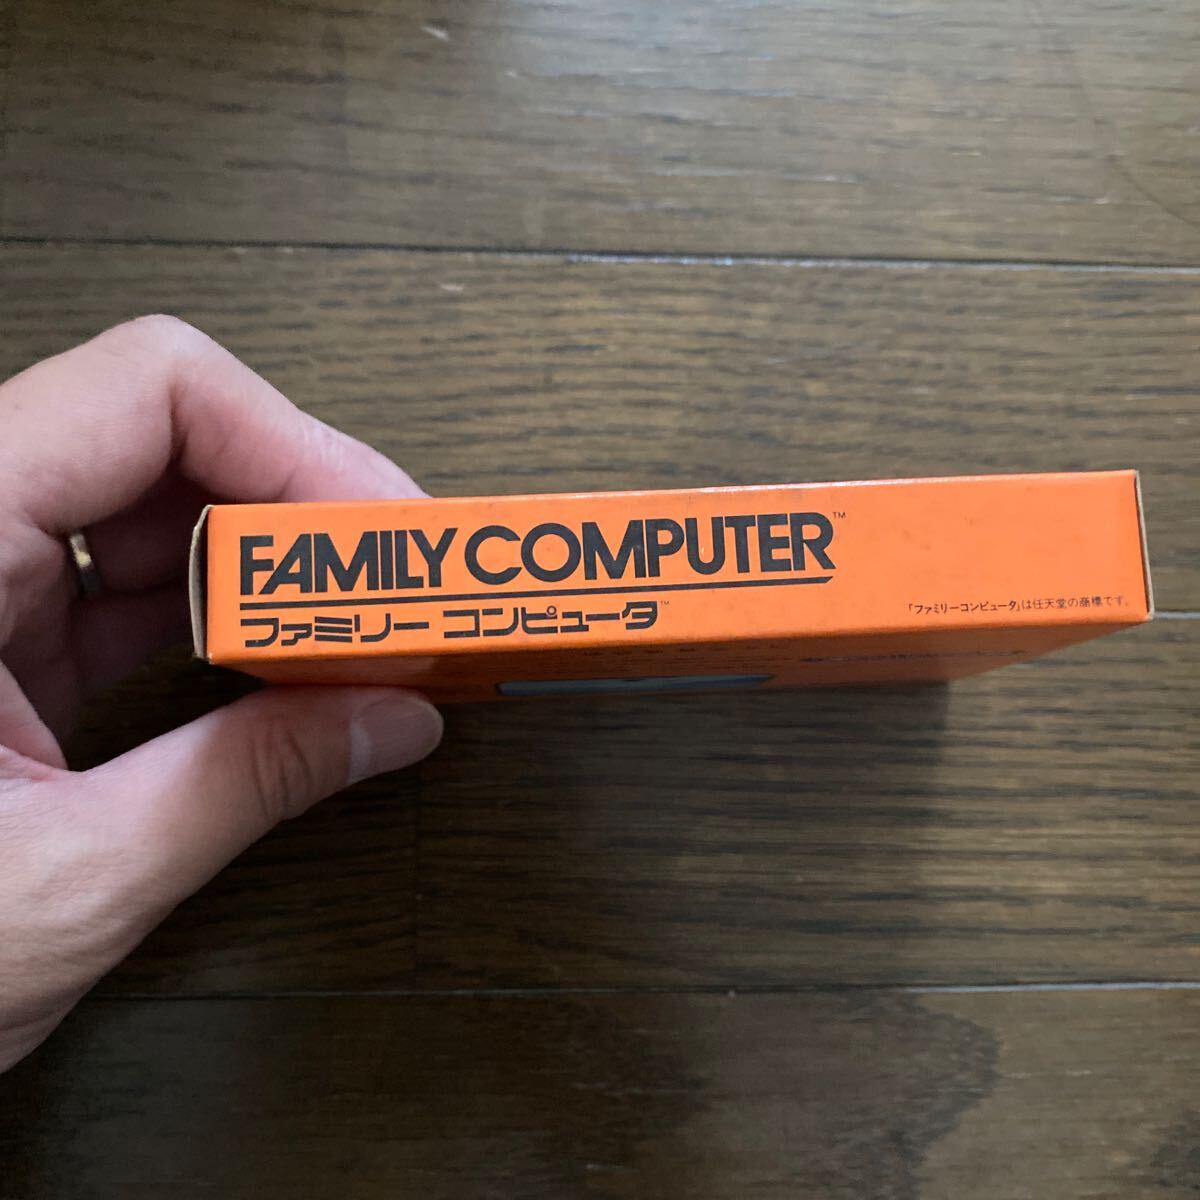 FAMILY COMPUTER™
ファミリー コンピュータ™
「ファミリーコンピュータ」は任天堂の商標です。